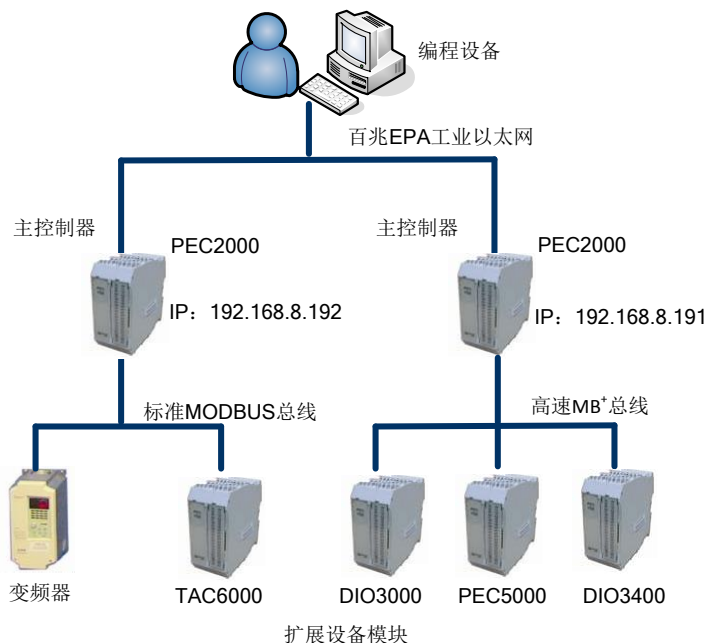 编程设备
百兆EPA工业以太网
主控制器
PEC2000
IP：192.168.8.192
主控制器
PEC2000
IP：192.168.8.191
标准MODBUS总线
高速MB⁺总线
变频器
TAC6000
DIO3000
PEC5000
DIO3400
扩展设备模块